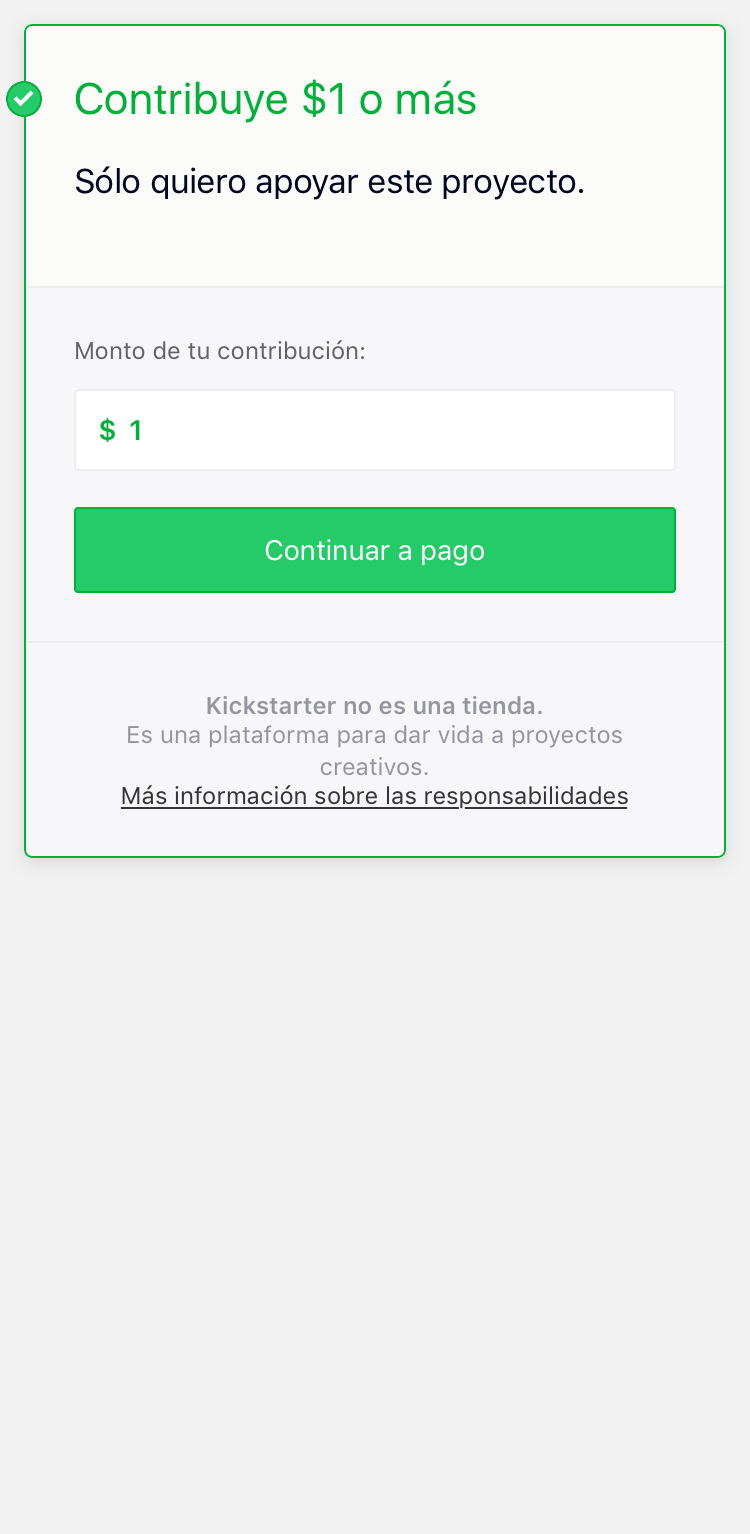 Contribuye $1 o más
Sólo quiero apoyar este proyecto.
Monto de tu contribución:
$ 1
Continuar a pago
Kickstarter no es una tienda.
Es una plataforma para dar vida a proyectos
creativos.
Más información sobre las responsabilidades